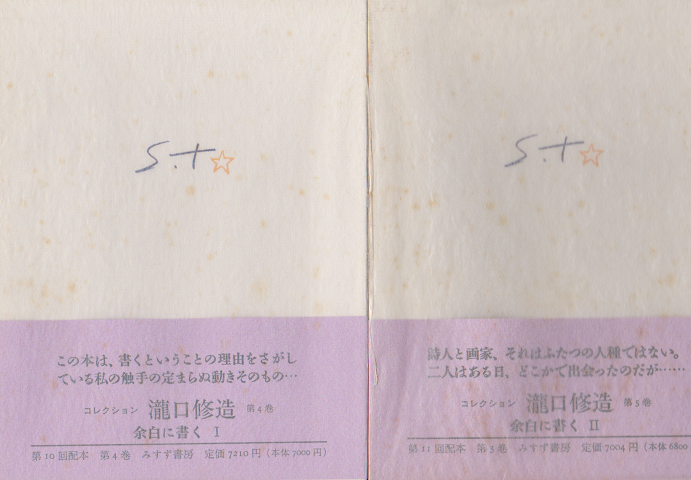 S.T☆
この本は、書くということの理由をさがし
ている私の触手の定まらぬ動きそのもの…
コレクション 瀧口修造 第4巻
余白に書く Ⅰ
第10回配本 第4巻 みすず書房 定価7210円（本体7000円）
S.T☆
詩人と画家、それはふたつの人種ではない。
二人はある日、どこかで出会ったのだが……
コレクション 瀧口修造 第5巻
余白に書く Ⅱ
第11回配本 第5巻 みすず書房 定価7004円（本体6800